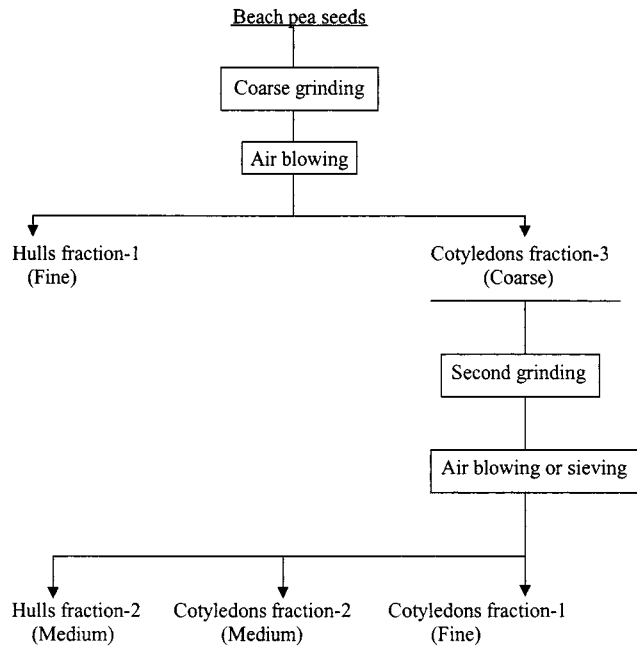 Beach pea seeds
Coarse grinding
Air blowing
Hulls fraction-1
(Fine)
Cotyledons fraction-3
(Coarse)
Second grinding
Air blowing or sieving
Hulls fraction-2
(Medium)
Cotyledons fraction-2
(Medium)
Cotyledons fraction-1
(Fine)